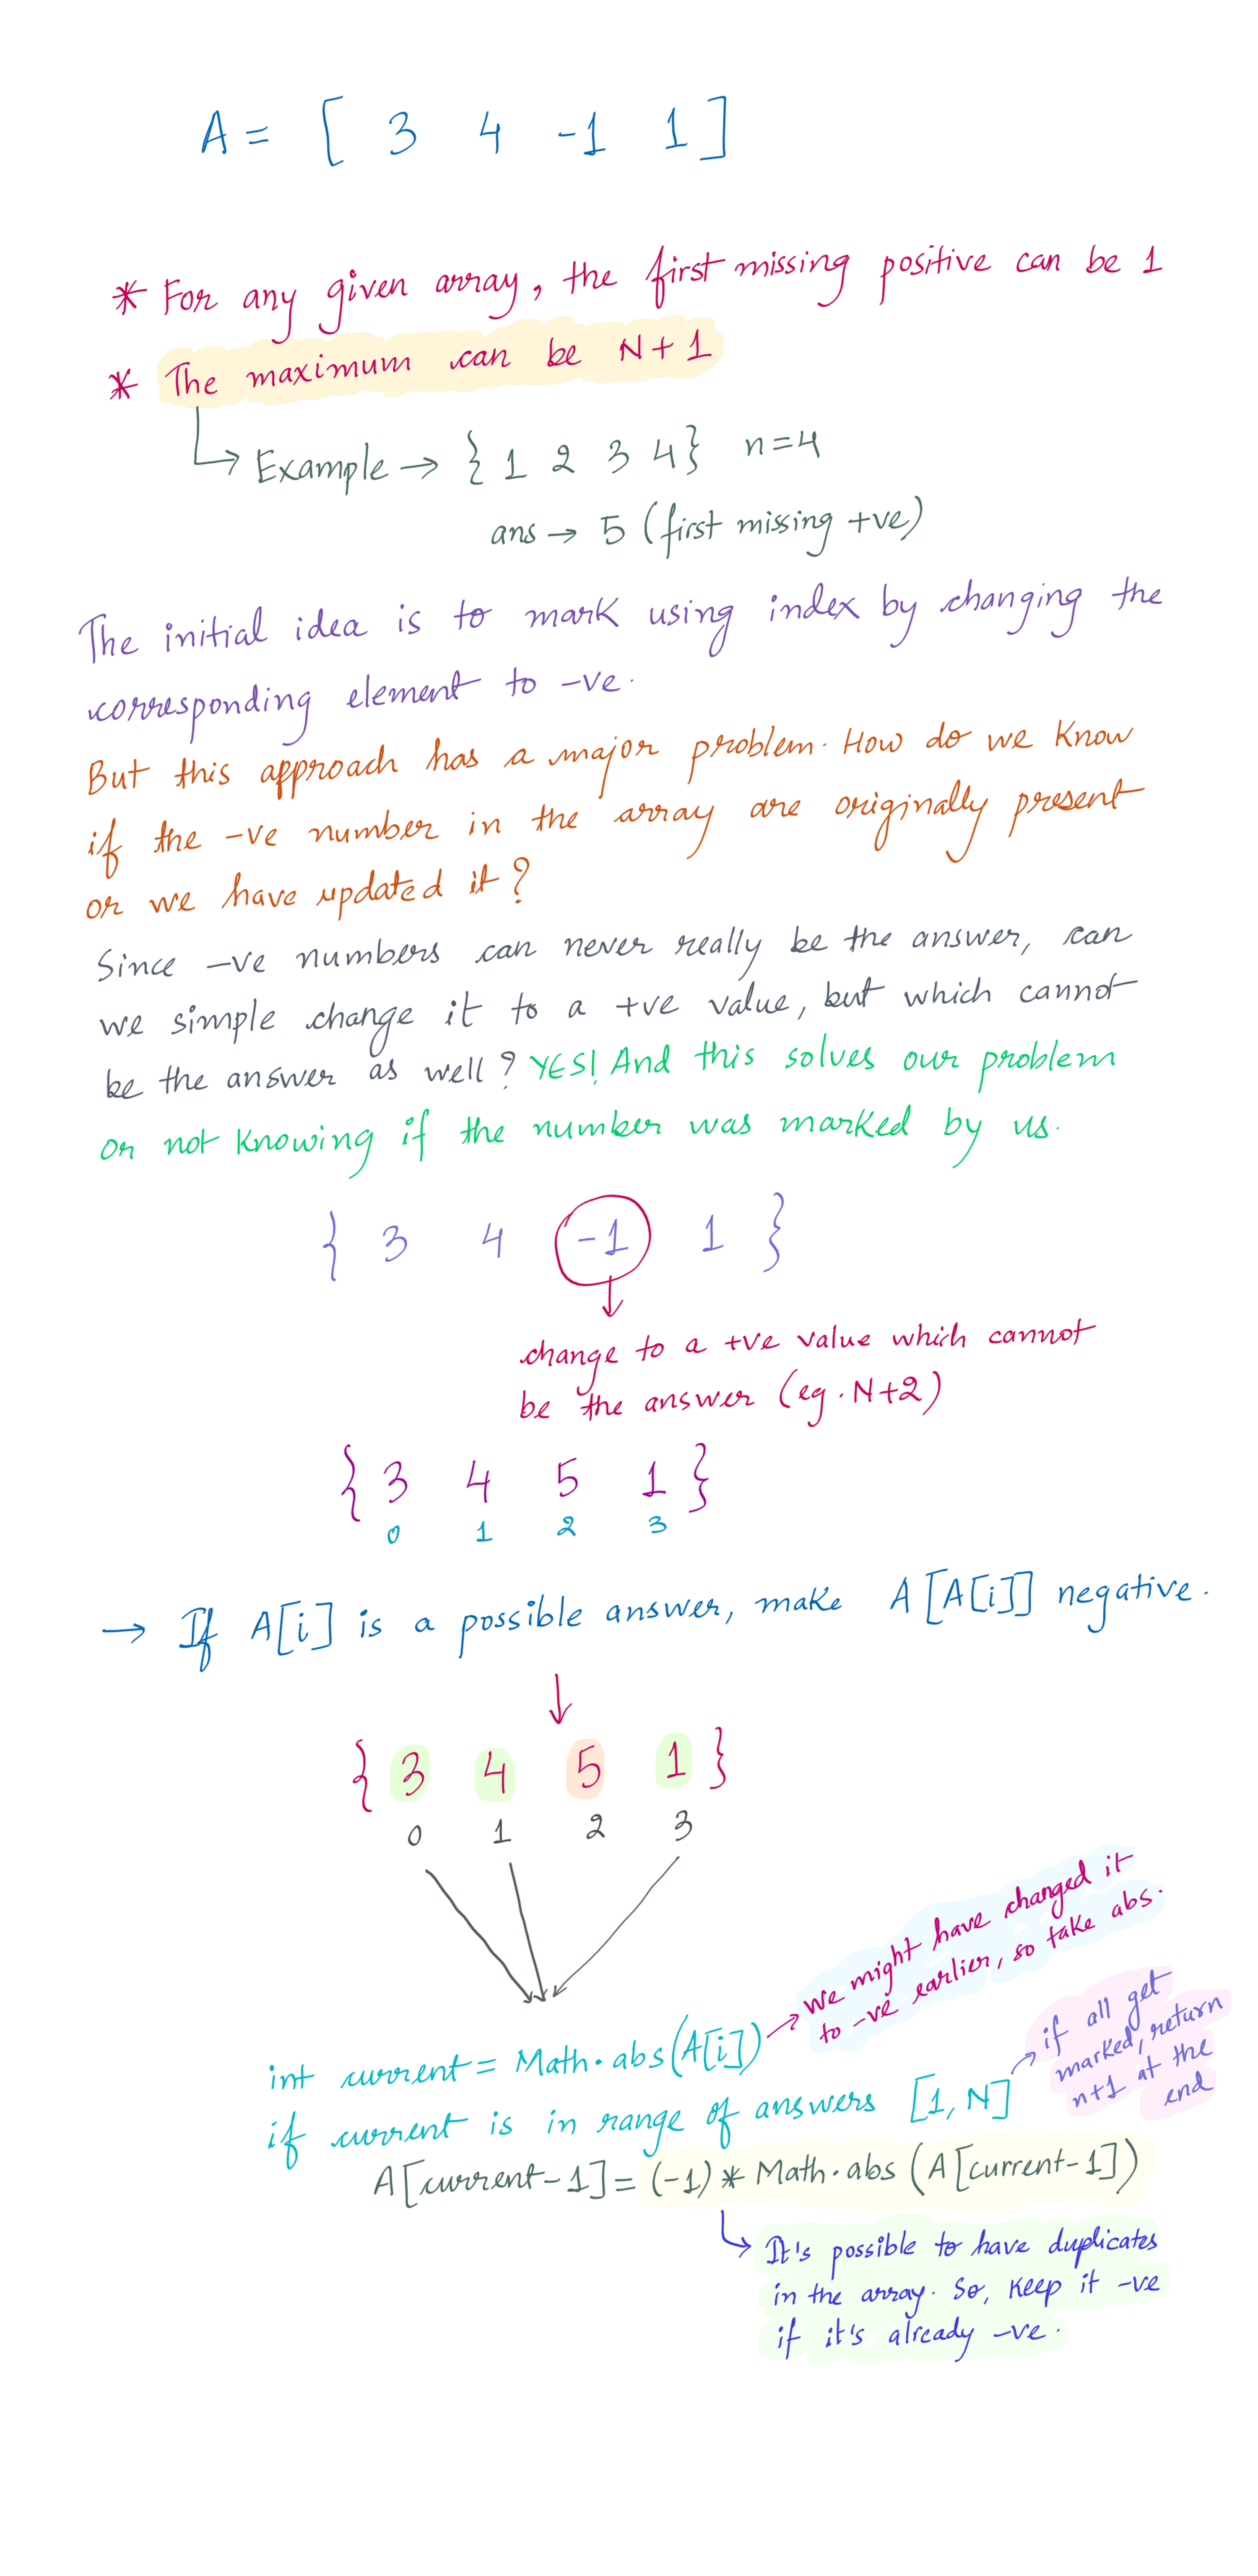 A = [ 3 4 -1 1 ]
* For any given array, the first missing positive can be 1
* The maximum can be N+1
Example → { 1 2 3 4 } n=4
ans → 5 (first missing +ve)
The initial idea is to mark using index by changing the
corresponding element to -ve.
But this approach has a major problem. How do we know
if the -ve number in the array are originally present
or we have updated it?
Since -ve numbers can never really be the answer, can
we simple change it to a +ve value, but which cannot
be the answer as well? YES! And this solves our problem
or not knowing if the number was marked by us.
{ 3 4 -1 1 }
change to a +ve value which cannot
be the answer (eg. N+2)
{ 3 4 5 1 }
0 1 2 3
→ If A[i] is a possible answer, make A[A[i]] negative.
{ 3 4 5 1 }
0 1 2 3
we might have changed it
to -ve earlier, so take abs.
int current = Math.abs(A[i])
if all get
marked, return
n+1 at the
end
if current is in range of answers [1, N]
A[current-1] = (-1) * Math.abs (A[current-1])
It's possible to have duplicates
in the array. So, keep it -ve
if it's already -ve.